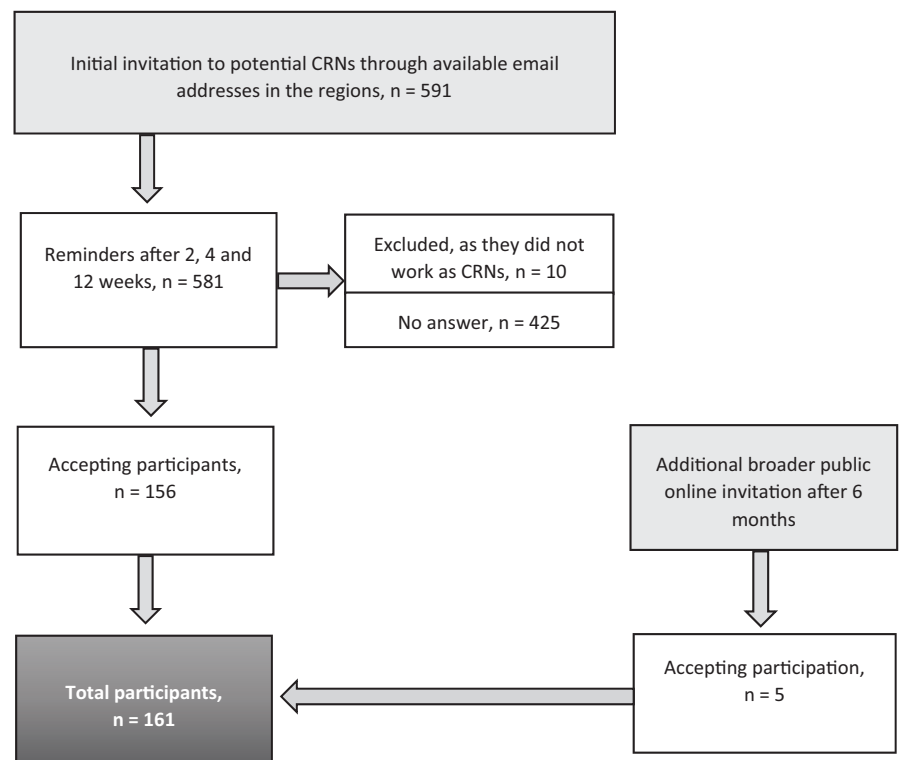 Initial invitation to potential CRNs through available email
addresses in the regions, n = 591
Reminders after 2, 4 and
12 weeks, n = 581
Excluded, as they did not
work as CRNs, n = 10
No answer, n = 425
Accepting participants,
n = 156
Additional broader public
online invitation after 6
months
Total participants,
n = 161
Accepting participation,
n = 5